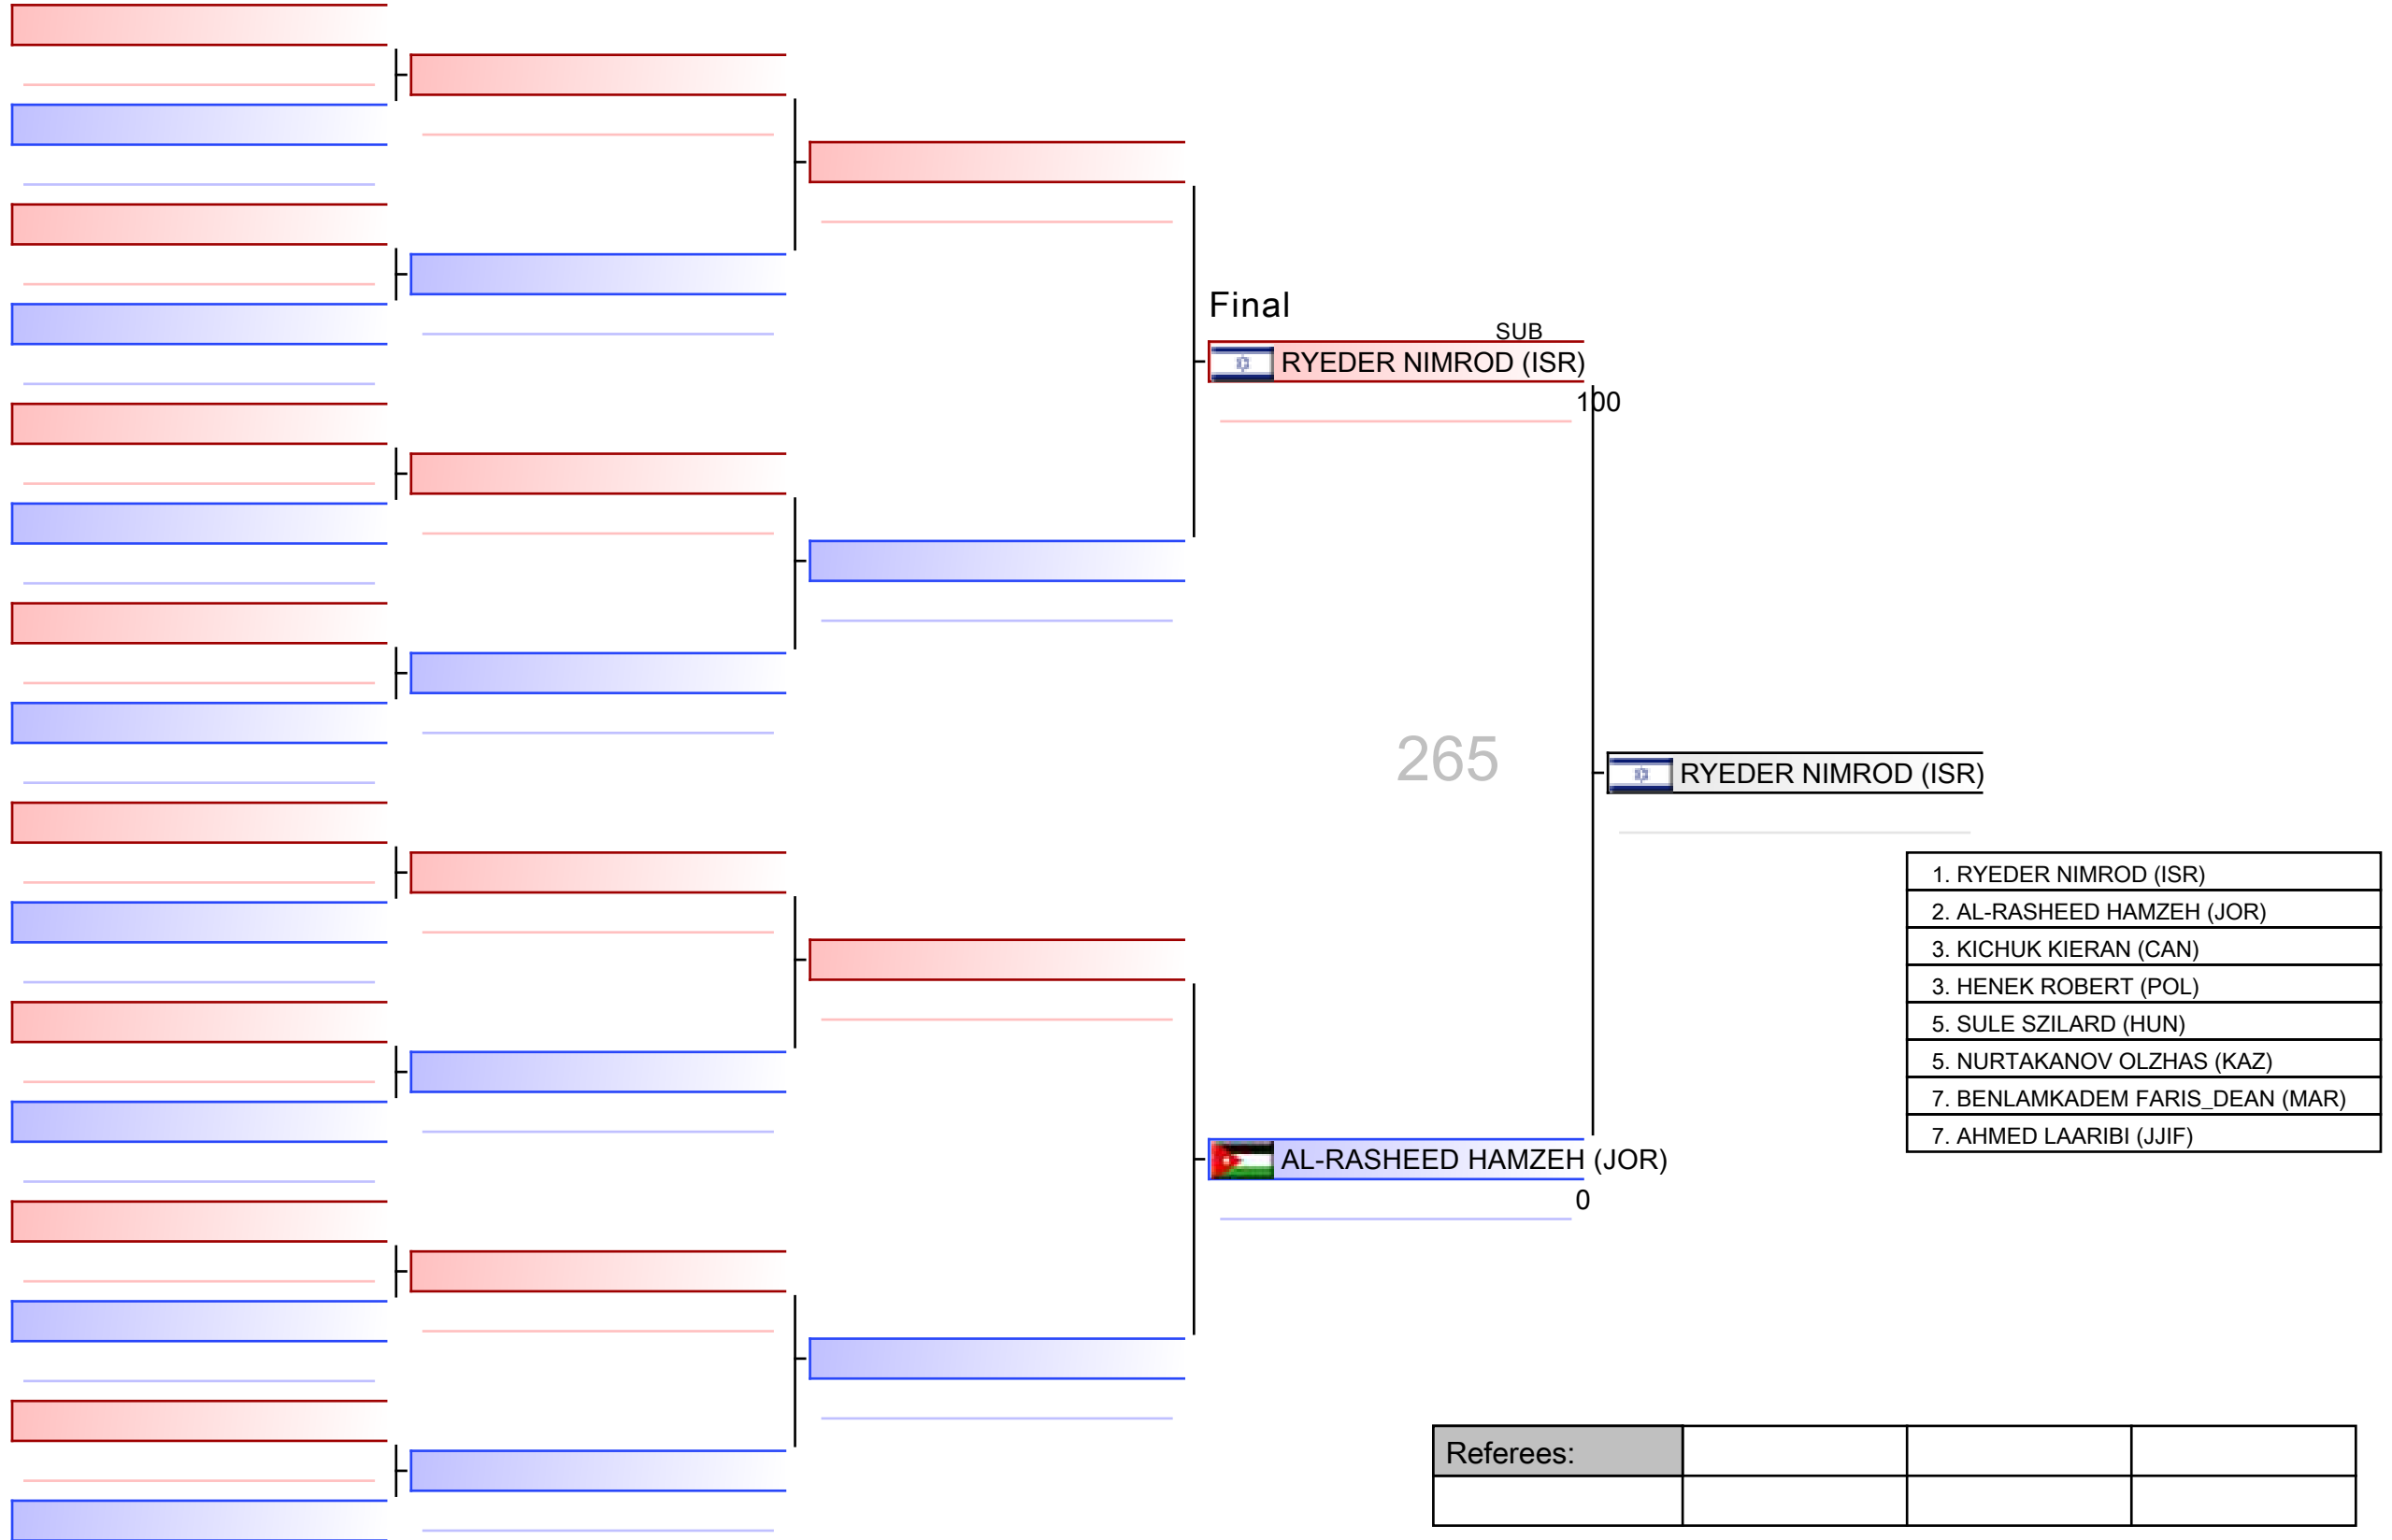 Final
SUB
RYEDER NIMROD (ISR)
100
265
RYEDER NIMROD (ISR)
1. RYEDER NIMROD (ISR)
2. AL-RASHEED HAMZEH (JOR)
3. KICHUK KIERAN (CAN)
3. HENEK ROBERT (POL)
5. SULE SZILARD (HUN)
5. NURTAKANOV OLZHAS (KAZ)
7. BENLAMKADEM FARIS_DEAN (MAR)
7. AHMED LAARIBI (JJIF)
AL-RASHEED HAMZEH (JOR)
0
Referees: